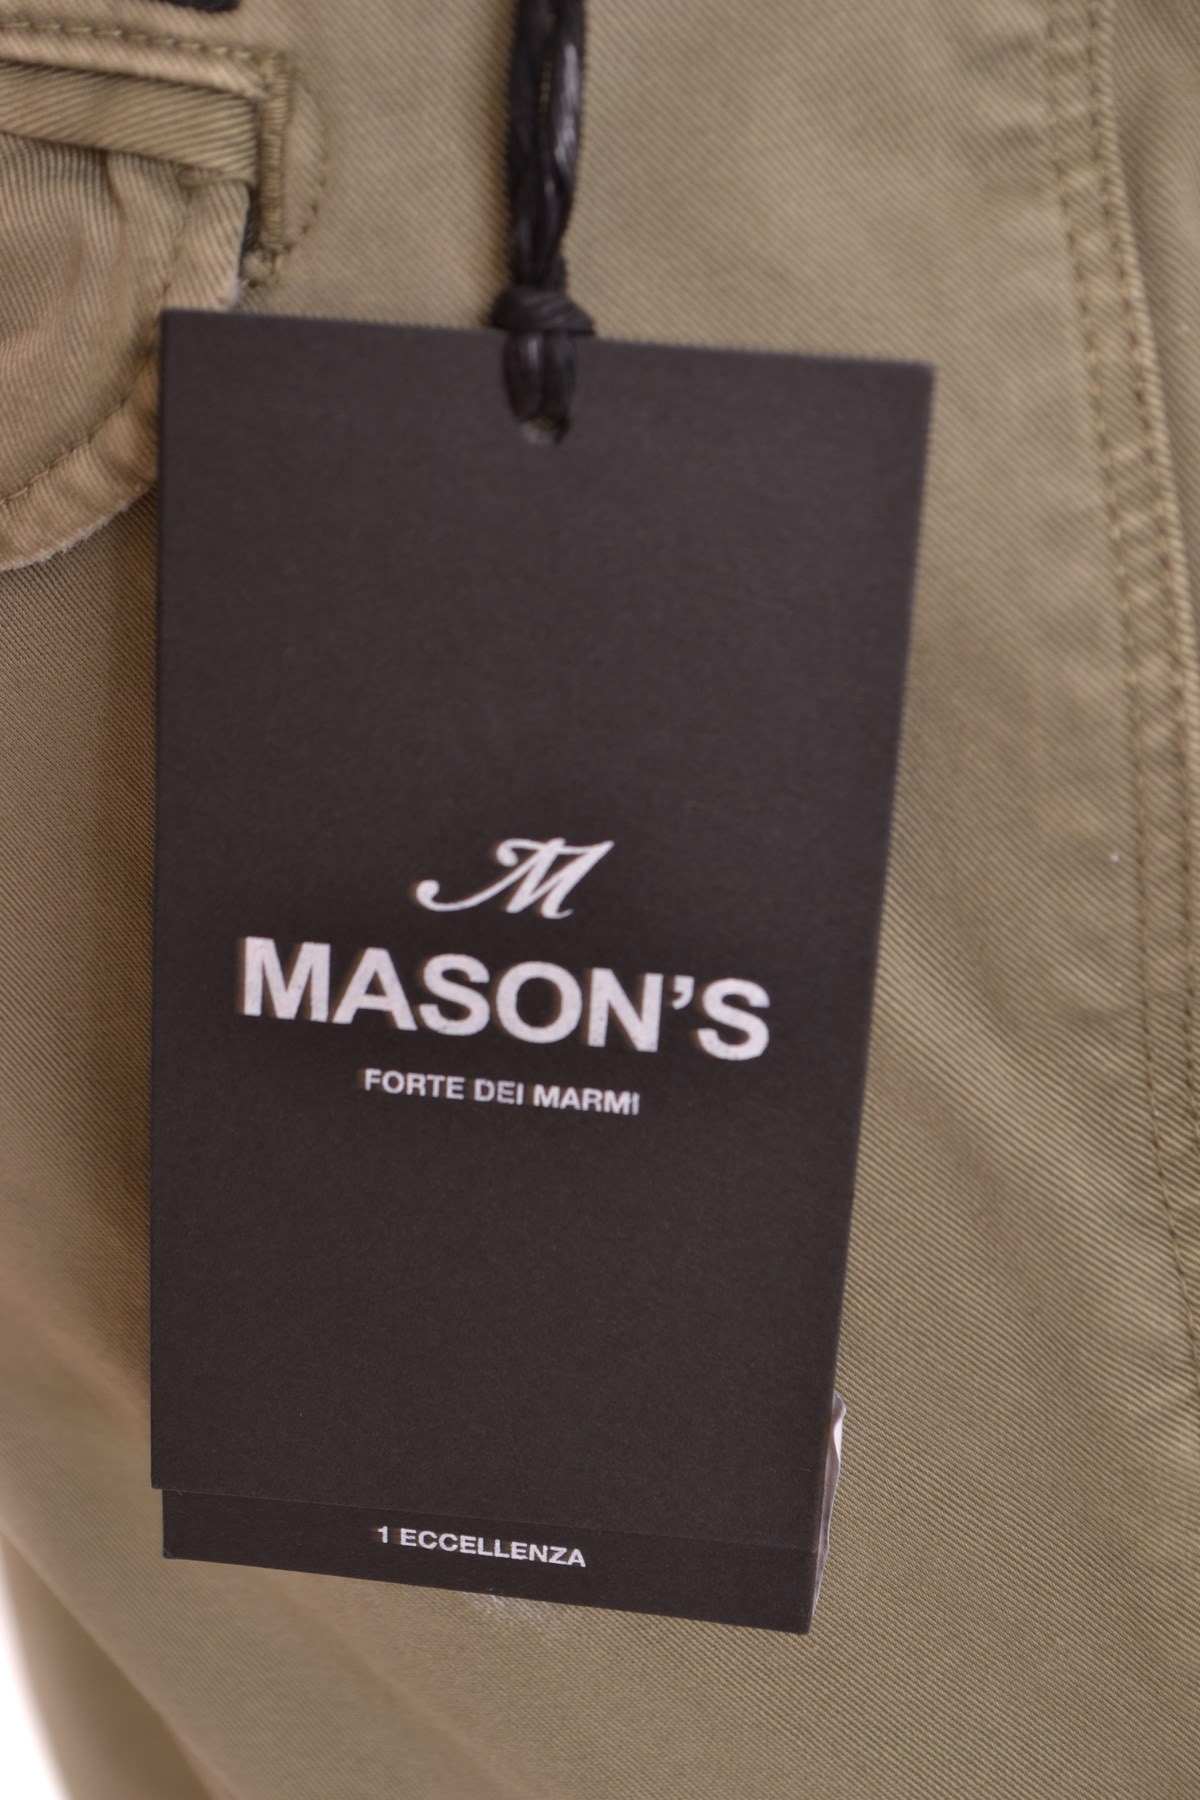 M
MASON'S
FORTE DEI MARMI
1 ECCELLENZA